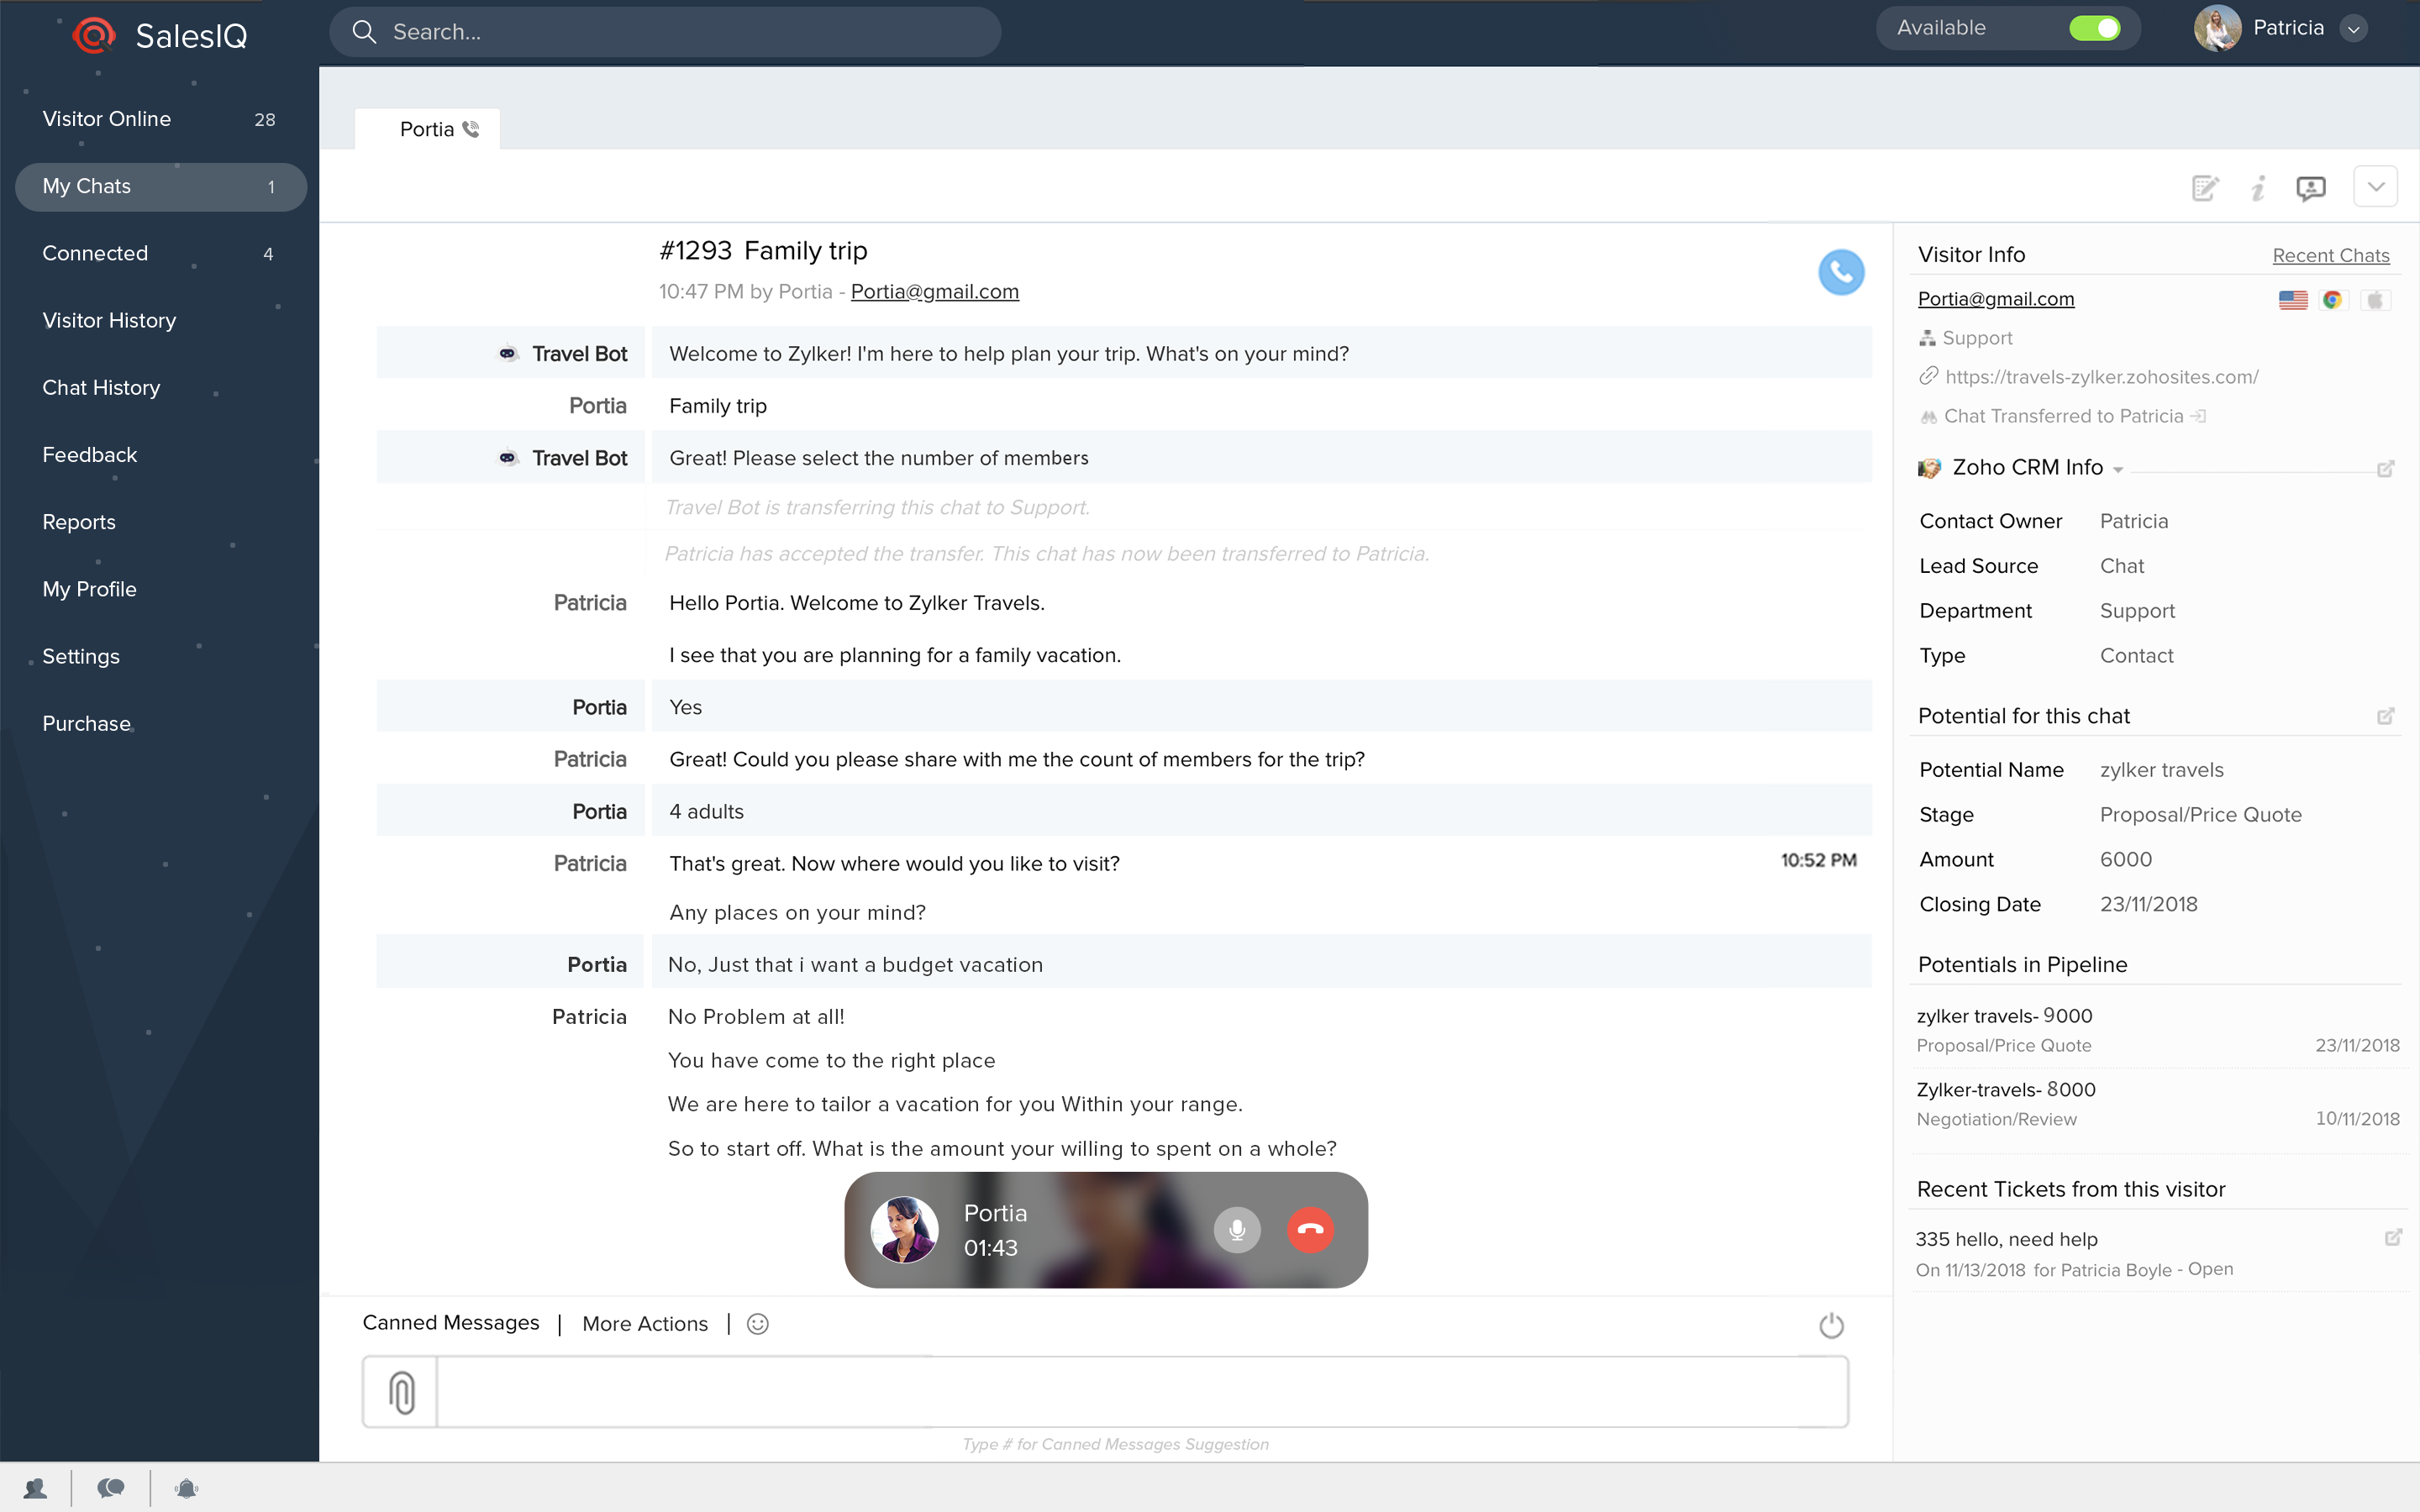 SalesIQ
Search...
Available
Patricia
Visitor Online 28
My Chats 1
Connected 4
Visitor History
Chat History
Feedback
Reports
My Profile
Settings
Purchase
Portia
#1293 Family trip
10:47 PM by Portia - Portia@gmail.com
Travel Bot Welcome to Zylker! I'm here to help plan your trip. What's on your mind?
Portia Family trip
Travel Bot Great! Please select the number of members
Travel Bot is transferring this chat to Support.
Patricia has accepted the transfer. This chat has now been transferred to Patricia.
Patricia Hello Portia. Welcome to Zylker Travels.
I see that you are planning for a family vacation.
Portia Yes
Patricia Great! Could you please share with me the count of members for the trip?
Portia 4 adults
Patricia That's great. Now where would you like to visit? 10:52 PM
Any places on your mind?
Portia No, Just that i want a budget vacation
Patricia No Problem at all!
You have come to the right place
We are here to tailor a vacation for you Within your range.
So to start off. What is the amount your willing to spent on a whole?
Portia
01:43
Canned Messages | More Actions |
Type # for Canned Messages Suggestion
Visitor Info Recent Chats
Portia@gmail.com
Support
https://travels-zylker.zohosites.com/
Chat Transferred to Patricia
Zoho CRM Info
Contact Owner Patricia
Lead Source Chat
Department Support
Type Contact
Potential for this chat
Potential Name zylker travels
Stage Proposal/Price Quote
Amount 6000
Closing Date 23/11/2018
Potentials in Pipeline
zylker travels- 9000
Proposal/Price Quote 23/11/2018
Zylker-travels- 8000
Negotiation/Review 10/11/2018
Recent Tickets from this visitor
335 hello, need help
On 11/13/2018 for Patricia Boyle - Open